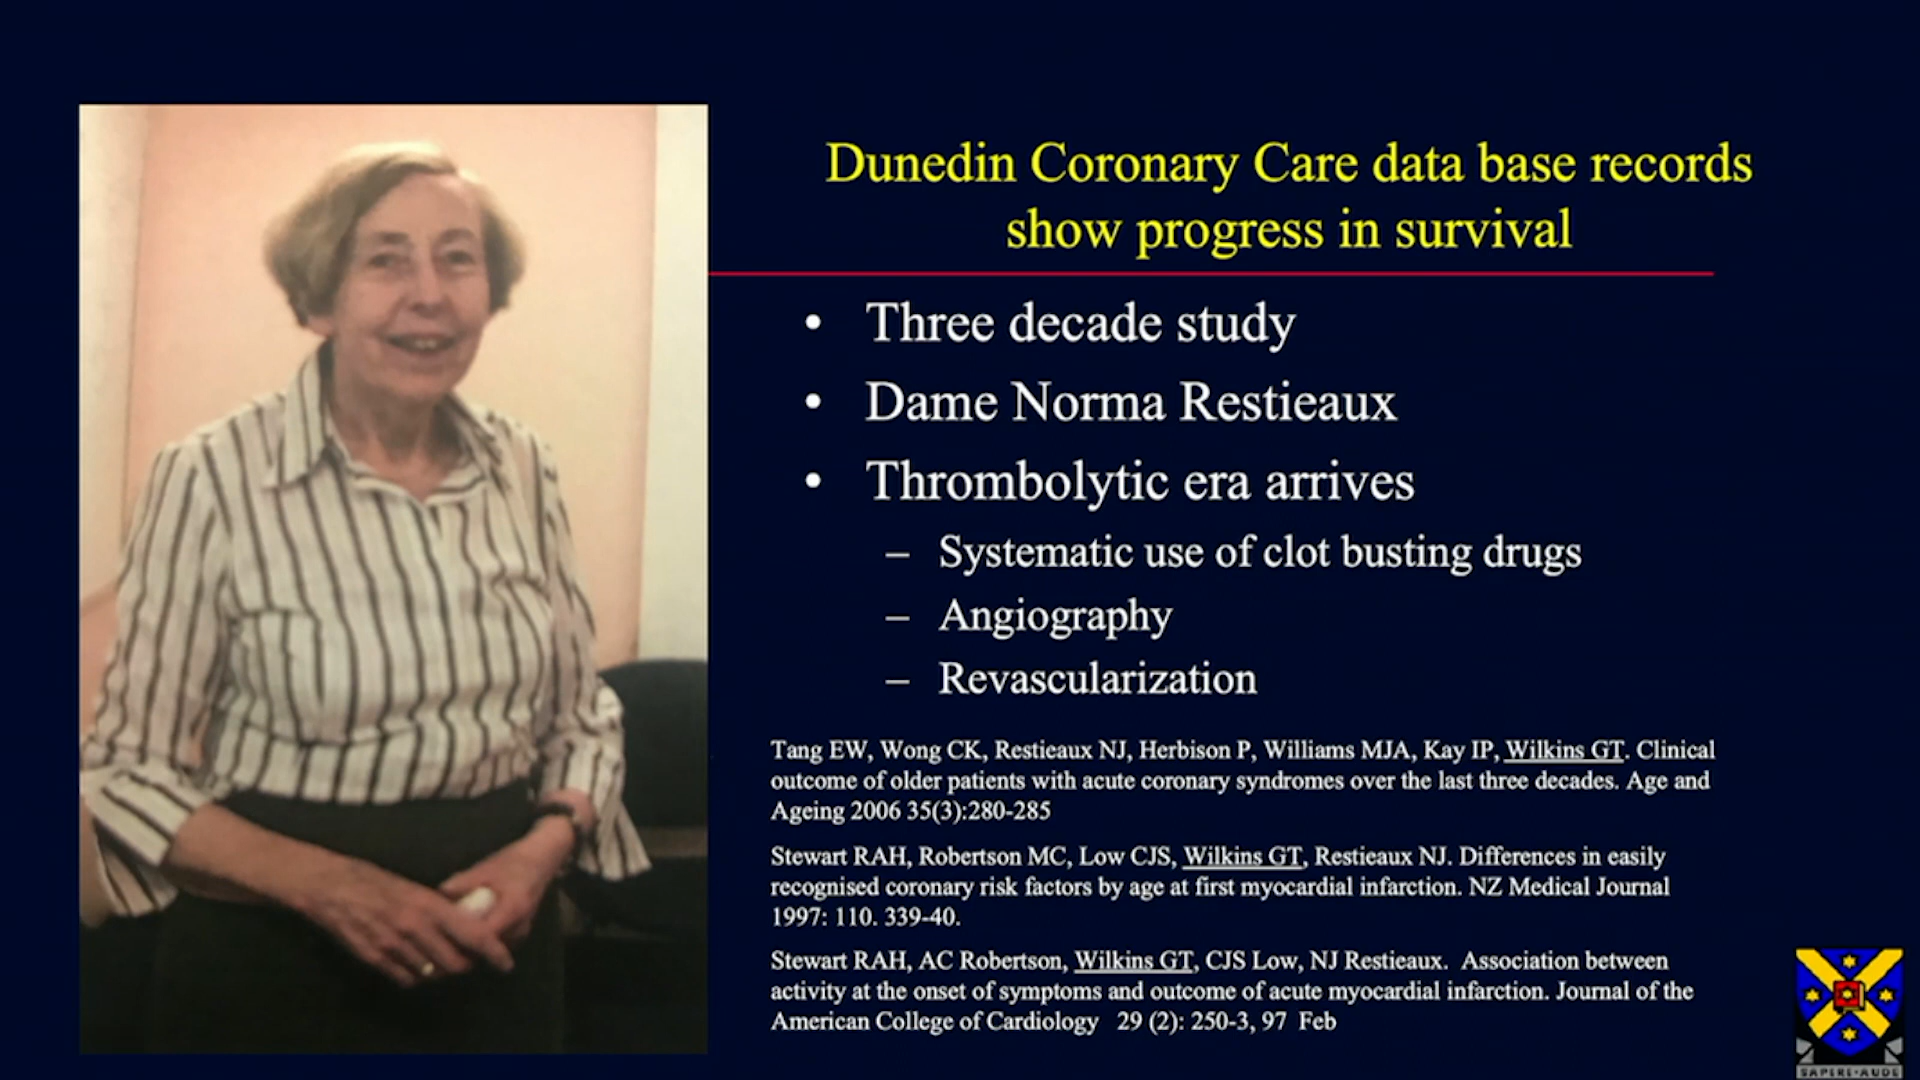 Dunedin Coronary Care data base records
show progress in survival
• Three decade study
• Dame Norma Restieaux
• Thrombolytic era arrives
– Systematic use of clot busting drugs
– Angiography
– Revascularization
Tang EW, Wong CK, Restieaux NJ, Herbison P, Williams MJA, Kay IP, Wilkins GT. Clinical
outcome of older patients with acute coronary syndromes over the last three decades. Age and
Ageing 2006 35(3):280-285
Stewart RAH, Robertson MC, Low CJS, Wilkins GT, Restieaux NJ. Differences in easily
recognised coronary risk factors by age at first myocardial infarction. NZ Medical Journal
1997: 110. 339-40.
Stewart RAH, AC Robertson, Wilkins GT, CJS Low, NJ Restieaux. Association between
activity at the onset of symptoms and outcome of acute myocardial infarction. Journal of the
American College of Cardiology 29 (2): 250-3, 97 Feb
SAPERE·AUDE